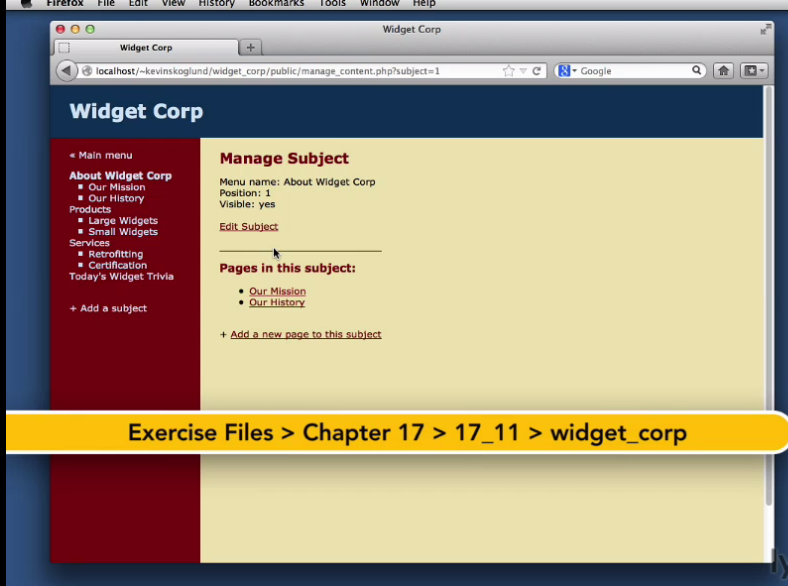 Firefox File Edit View History Bookmarks Tools Window Help
Widget Corp
Widget Corp
localhost/~kevinskoglund/widget_corp/public/manage_content.php?subject=1
Google
Widget Corp
« Main menu
About Widget Corp
Our Mission
Our History
Products
Large Widgets
Small Widgets
Services
Retrofitting
Certification
Today's Widget Trivia
+ Add a subject
Manage Subject
Menu name: About Widget Corp
Position: 1
Visible: yes
Edit Subject
Pages in this subject:
Our Mission
Our History
+ Add a new page to this subject
Exercise Files > Chapter 17 > 17_11 > widget_corp
ly